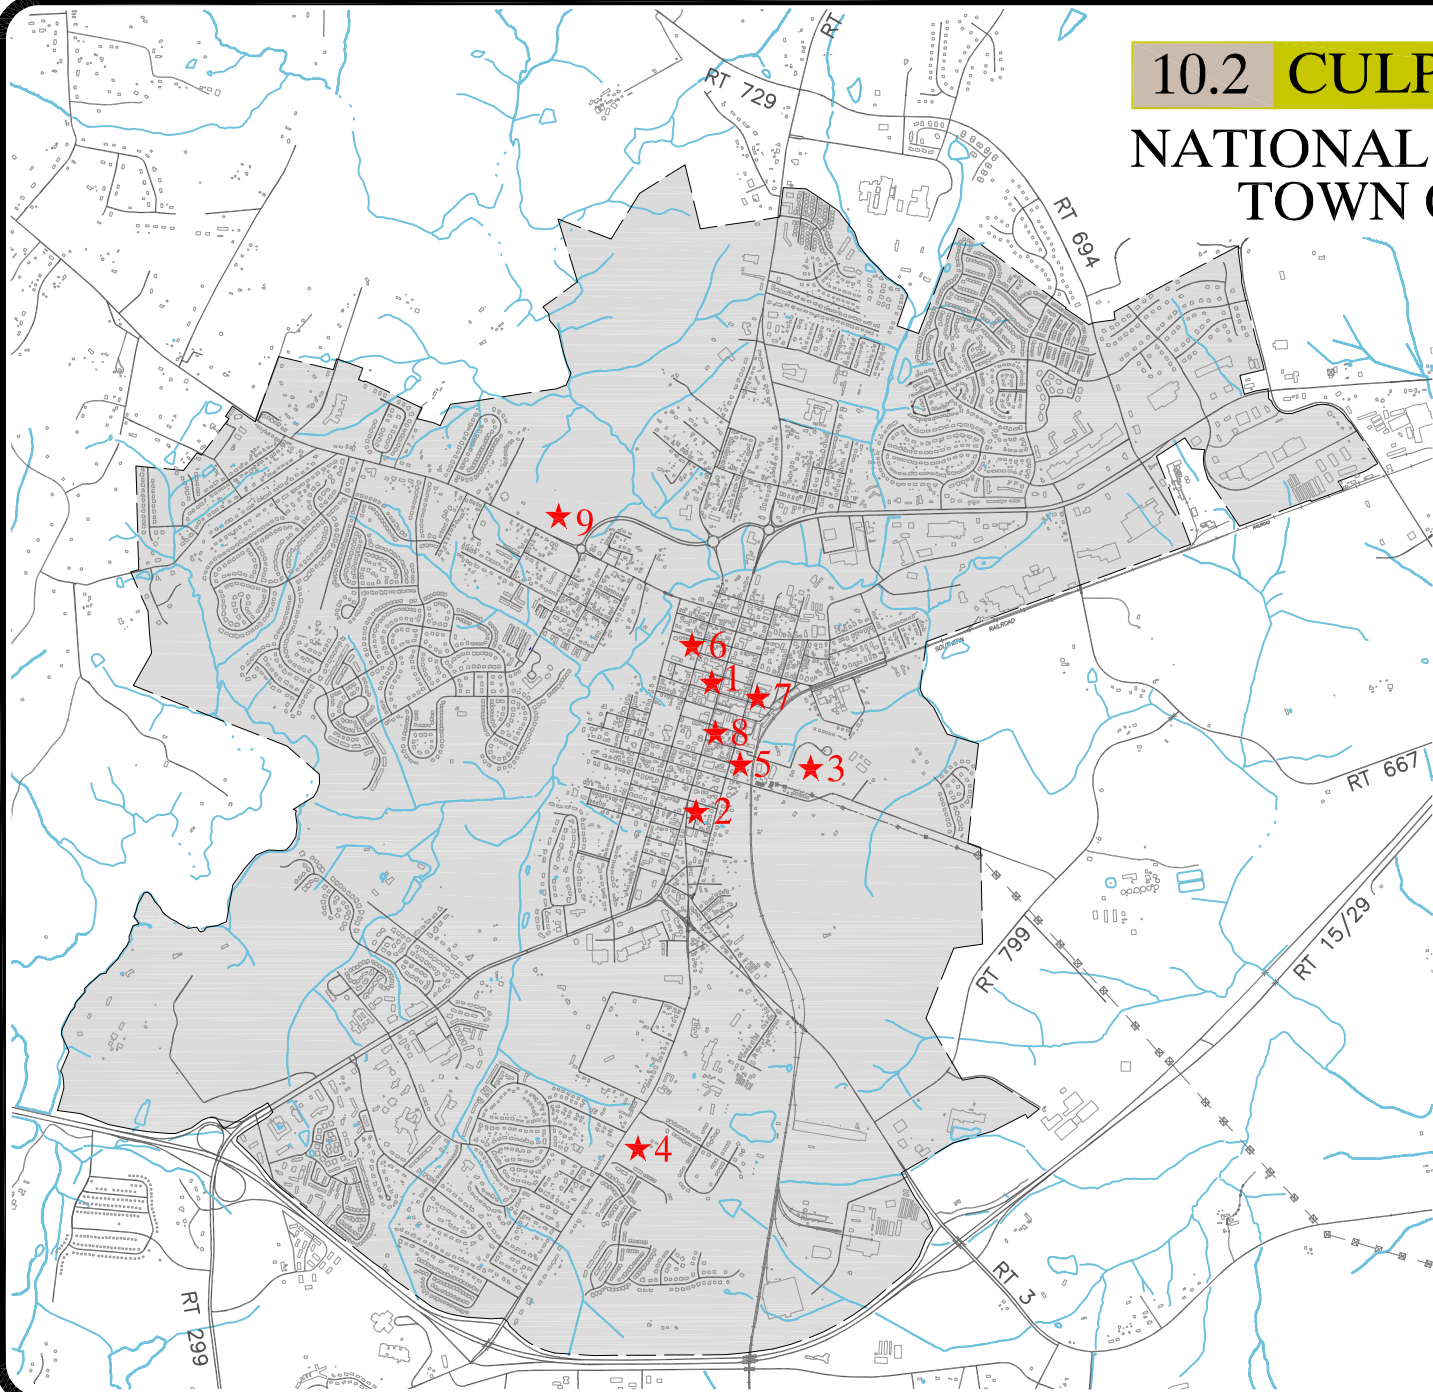 RT
RT 729
10.2 CULP
NATIONAL
TOWN
RT 694
RAILROAD
9
SOUTHERN RAILROAD
6
1
7
8
5
3
2
RT 667
RT 799
RT 15/29
4
RT 3
RT 299